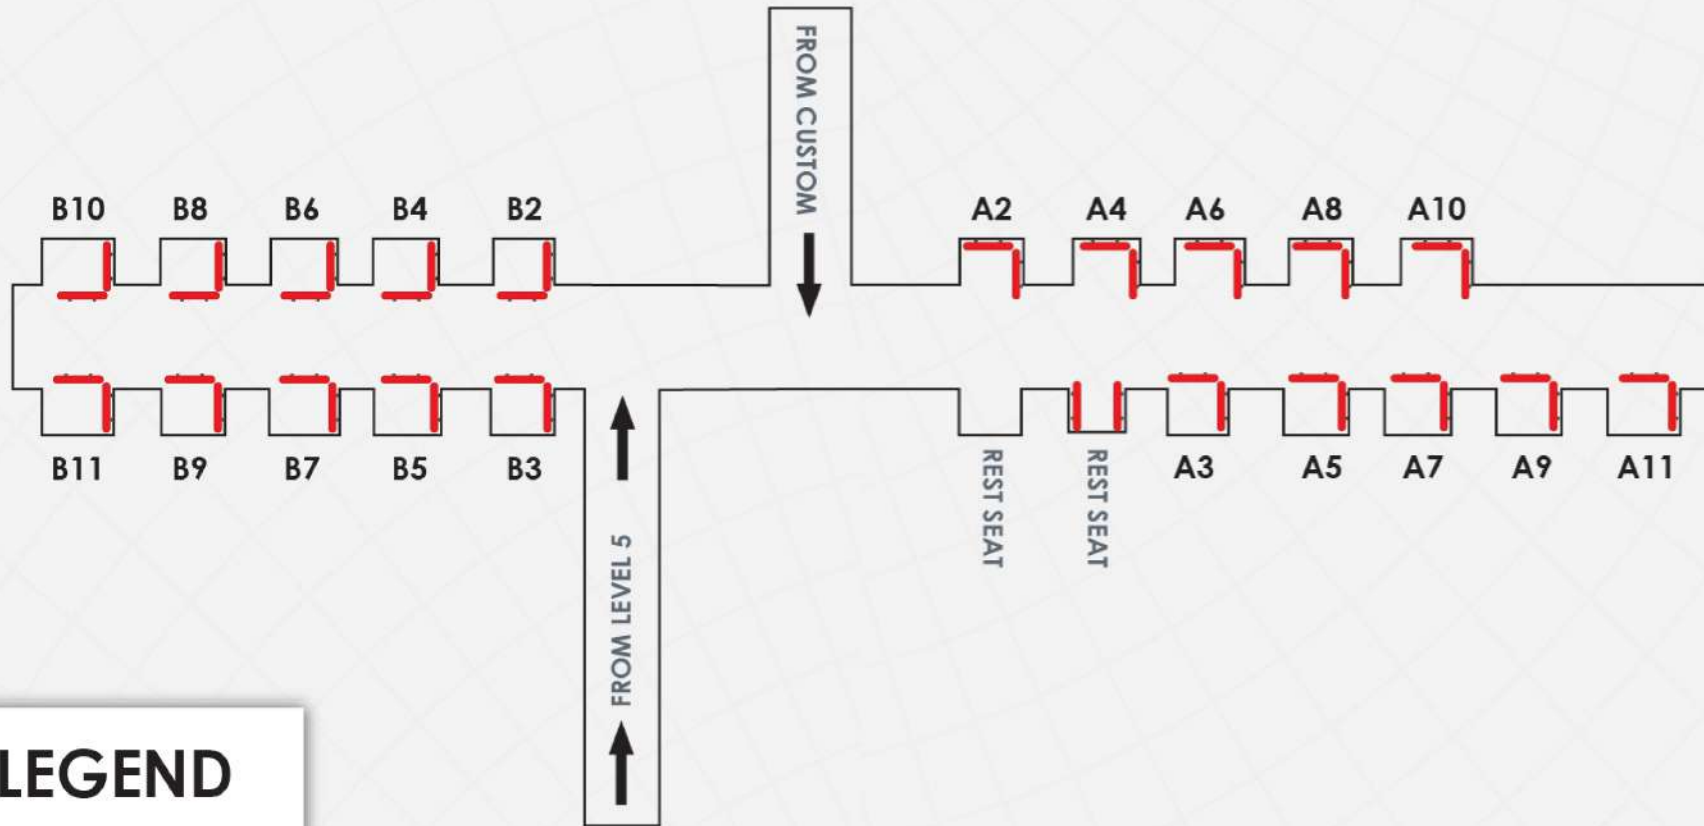 FROM CUSTOM
B10 B8 B6 B4 B2 A2 A4 A6 A8 A10
B11 B9 B7 B5 B3 A3 A5 A7 A9 A11
REST SEAT
REST SEAT
FROM LEVEL 5
LEGEND